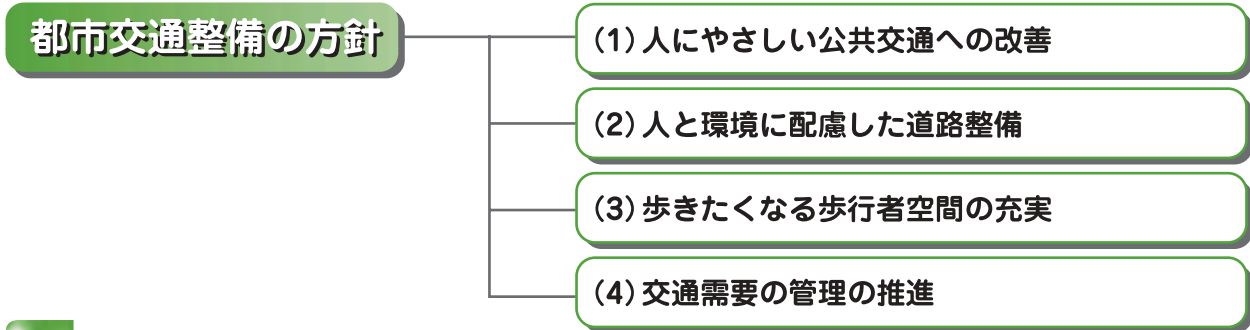 都市交通整備の方針
(1)人にやさしい公共交通への改善
(2)人と環境に配慮した道路整備
(3)歩きたくなる歩行者空間の充実
(4)交通需要の管理の推進